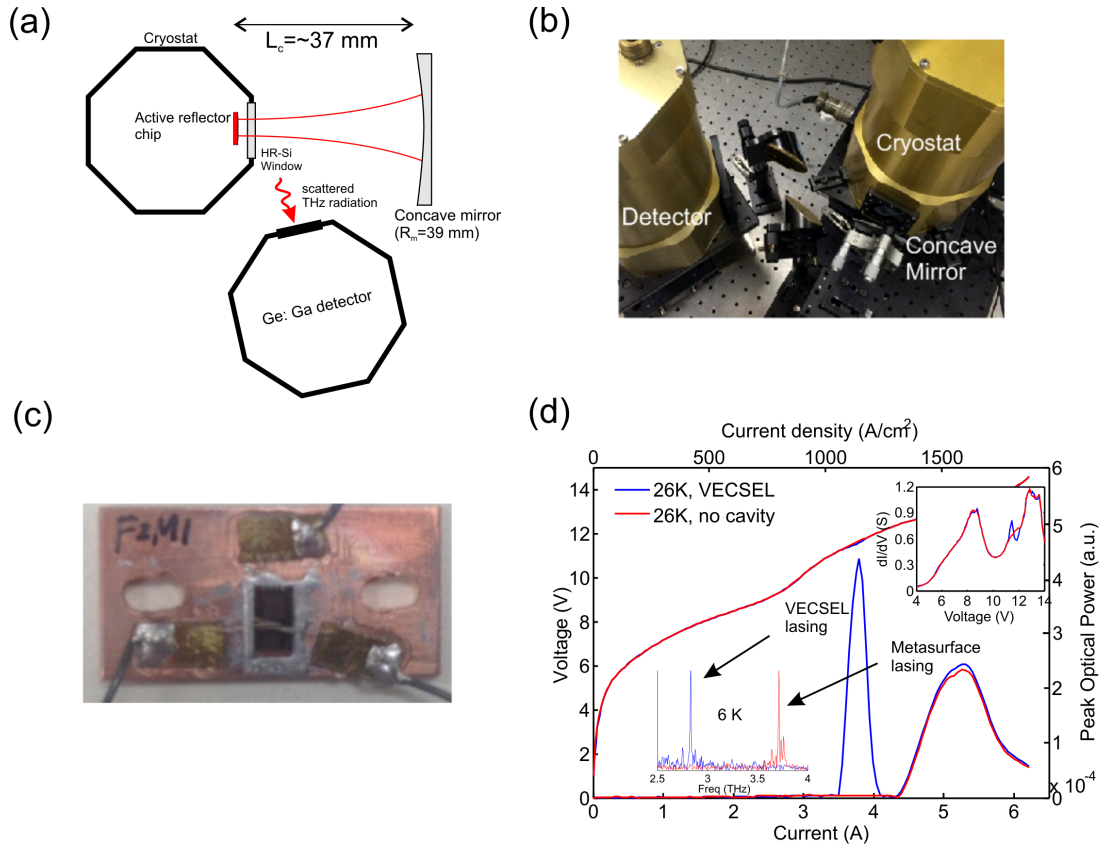 (a)
L_c=~37 mm
Cryostat
Active reflector
chip
HR-Si
Window
scattered
THz radiation
Concave mirror
(R_m=39 mm)
Ge: Ga detector
(b)
Cryostat
Detector
Concave
Mirror
(c)
F2,M1
(d)
Current density (A/cm²)
0
500
1000
1500
14
12
10
8
6
4
2
0
Voltage (V)
26K, VECSEL
26K, no cavity
VECSEL
lasing
Metasurface
lasing
1.2
0.9
0.6
0.3
0
dI/dV (S)
4 6 8 10 12 14
Voltage (V)
6 K
2.5 3 3.5 4
Freq (THz)
6
5
4
3
2
1
0
x 10⁻⁴
Peak Optical Power (a.u.)
0 1 2 3 4 5 6
Current (A)